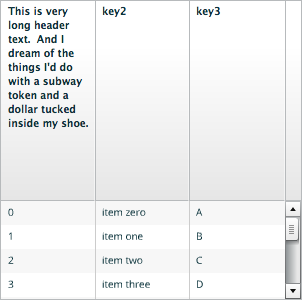 This is very key2 key3
long header
text.  And I
dream of the
things I'd do
with a subway
token and a
dollar tucked
inside my shoe.
0 item zero A
1 item one B
2 item two C
3 item three D